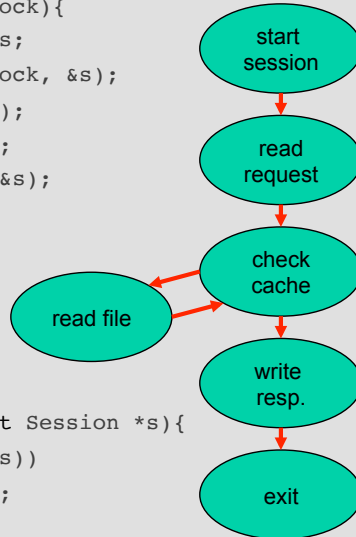 ock){
s;
ock, &s);
);
;
&s);
t Session *s){
s))
;
start
session
read
request
check
cache
read file
write
resp.
exit